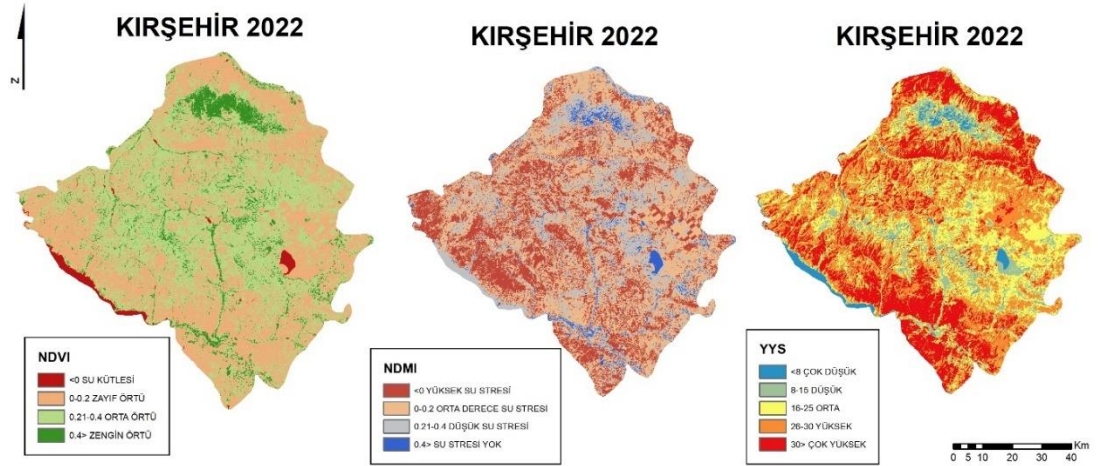 KIRŞEHİR 2022
KIRŞEHİR 2022
KIRŞEHİR 2022
N
NDVI
<0 SU KÜTLESİ
0-0.2 ZAYIF ÖRTÜ
0.21-0.4 ORTA ÖRTÜ
0.4> ZENGİN ÖRTÜ
NDMI
<0 YÜKSEK SU STRESİ
0-0.2 ORTA DERECE SU STRESI
0.21-0.4 DÜŞÜK SU STRESİ
0.4> SU STRESİ YOK
YYS
<8 ÇOK DÜŞÜK
8-15 DÜŞÜK
16-25 ORTA
26-30 YÜKSEK
30> ÇOK YÜKSEK
Km
0 5 10 20 30 40